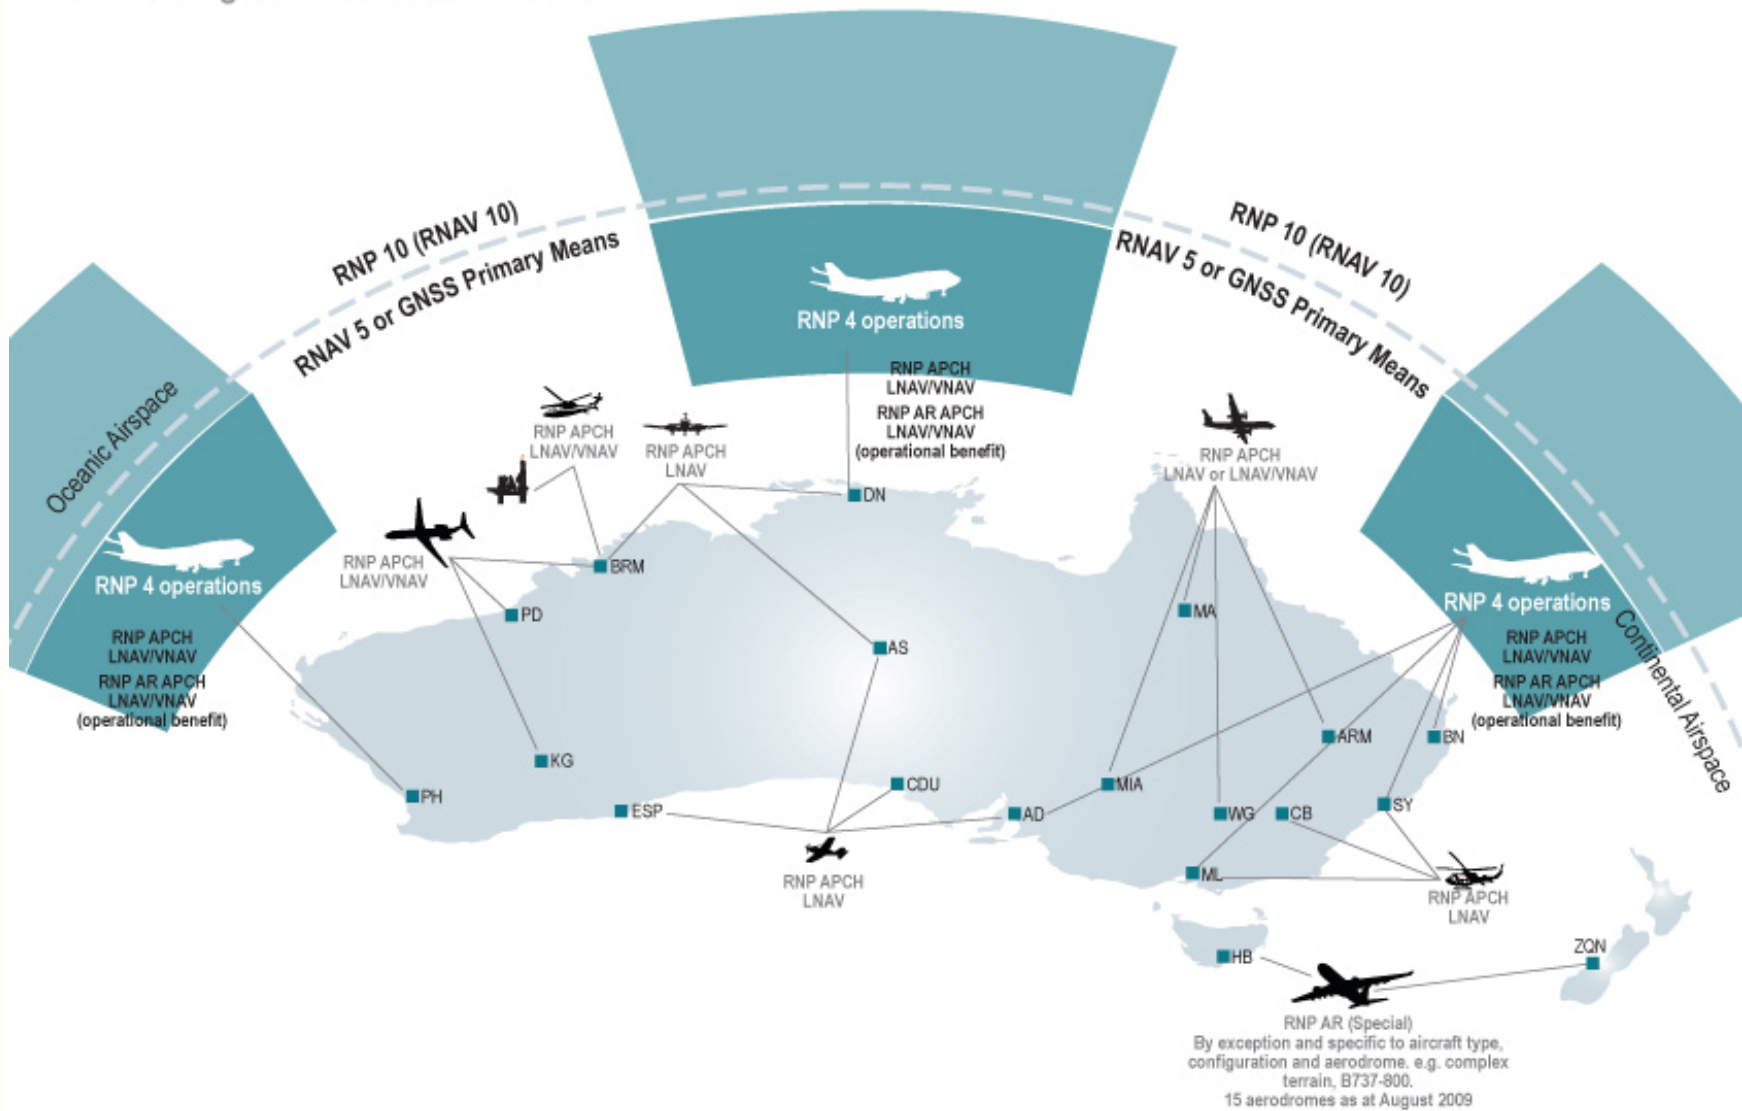 RNP 10 (RNAV 10)
RNAV 5 or GNSS Primary Means
RNP 10 (RNAV 10)
RNAV 5 or GNSS Primary Means
Oceanic Airspace
Continental Airspace
RNP 4 operations
RNP APCH
LNAV/VNAV
RNP AR APCH
LNAV/VNAV
(operational benefit)
RNP 4 operations
RNP APCH
LNAV/VNAV
RNP AR APCH
LNAV/VNAV
(operational benefit)
RNP 4 operations
RNP APCH
LNAV/VNAV
RNP AR APCH
LNAV/VNAV
(operational benefit)
RNP APCH
LNAV/VNAV
RNP APCH
LNAV
RNP APCH
LNAV or LNAV/VNAV
RNP APCH
LNAV/VNAV
DN
BRM
PD
MA
AS
ARM
BN
KG
PH
ESP
CDU
AD
MIA
WG
CB
SY
ML
RNP APCH
LNAV
RNP APCH
LNAV
HB
ZQN
RNP AR (Special)
By exception and specific to aircraft type,
configuration and aerodrome. e.g. complex
terrain, B737-800.
15 aerodromes as at August 2009